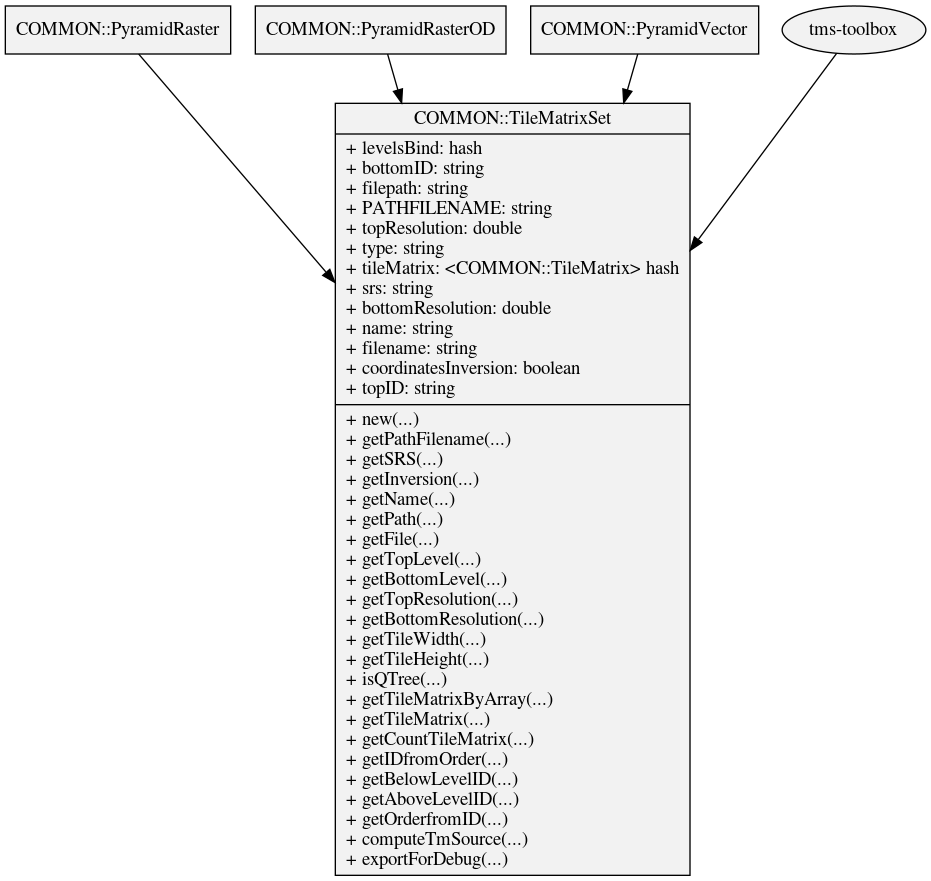 COMMON::PyramidRaster
COMMON::PyramidRasterOD
COMMON::PyramidVector
tms-toolbox
COMMON::TileMatrixSet
+ levelsBind: hash
+ bottomID: string
+ filepath: string
+ PATHFILENAME: string
+ topResolution: double
+ type: string
+ tileMatrix: <COMMON::TileMatrix> hash
+ srs: string
+ bottomResolution: double
+ name: string
+ filename: string
+ coordinatesInversion: boolean
+ topID: string
+ new(...)
+ getPathFilename(...)
+ getSRS(...)
+ getInversion(...)
+ getName(...)
+ getPath(...)
+ getFile(...)
+ getTopLevel(...)
+ getBottomLevel(...)
+ getTopResolution(...)
+ getBottomResolution(...)
+ getTileWidth(...)
+ getTileHeight(...)
+ isQTree(...)
+ getTileMatrixByArray(...)
+ getTileMatrix(...)
+ getCountTileMatrix(...)
+ getIDfromOrder(...)
+ getBelowLevelID(...)
+ getAboveLevelID(...)
+ getOrderfromID(...)
+ computeTmSource(...)
+ exportForDebug(...)